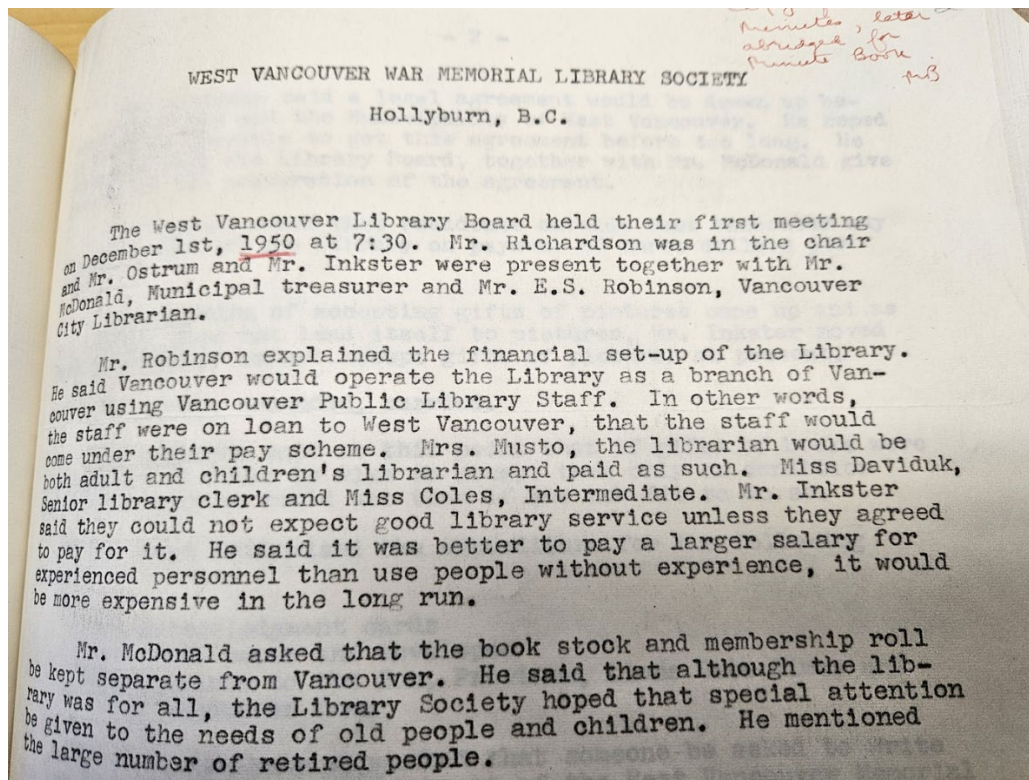 minutes, later
abridged for
Minute Book
MB
- 2 -
WEST VANCOUVER WAR MEMORIAL LIBRARY SOCIETY
Hollyburn, B.C.
The West Vancouver Library Board held their first meeting
on December 1st, 1950 at 7:30. Mr. Richardson was in the chair
and Mr. Ostrum and Mr. Inkster were present together with Mr.
McDonald, Municipal treasurer and Mr. E.S. Robinson, Vancouver
City Librarian.
Mr. Robinson explained the financial set-up of the Library.
He said Vancouver would operate the Library as a branch of Van-
couver using Vancouver Public Library Staff. In other words,
the staff were on loan to West Vancouver, that the staff would
come under their pay scheme. Mrs. Musto, the librarian would be
both adult and children's librarian and paid as such. Miss Daviduk,
Senior library clerk and Miss Coles, Intermediate. Mr. Inkster
said they could not expect good library service unless they agreed
to pay for it. He said it was better to pay a larger salary for
experienced personnel than use people without experience, it would
be more expensive in the long run.
Mr. McDonald asked that the book stock and membership roll
be kept separate from Vancouver. He said that although the lib-
rary was for all, the Library Society hoped that special attention
be given to the needs of old people and children. He mentioned
the large number of retired people.